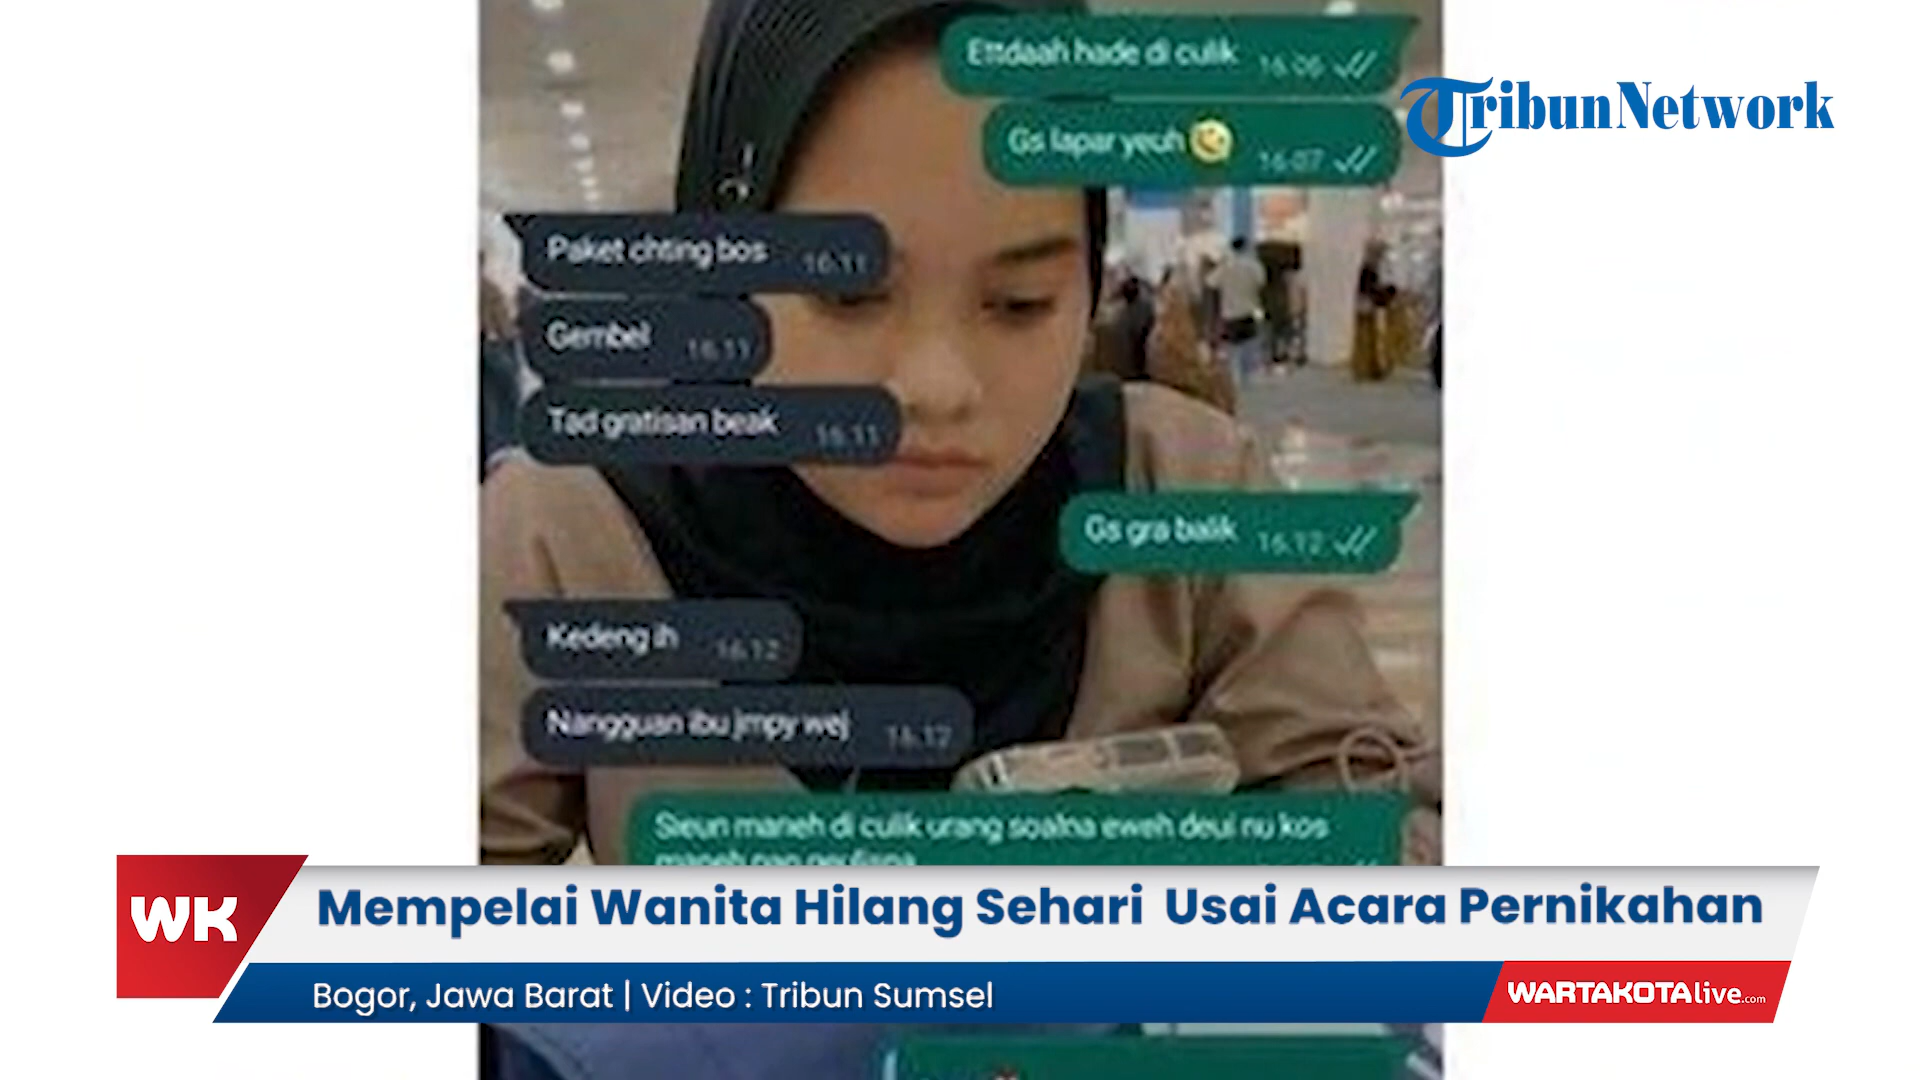 Ettdaah hade di culik 16.06
TribunNetwork
Gs lapar yeuh 16.07
Paket chting bos 16.11
Gembel 16.11
Tad gratisan beak 16.11
Gs gra balik 16.12
Kedeng ih 16.12
Nangguan ibu jmpy wej 16.12
Sieun maneh di culik urang soalna eweh deui nu kos
maneh
WK
Mempelai Wanita Hilang Sehari Usai Acara Pernikahan
Bogor, Jawa Barat | Video : Tribun Sumsel
WARTAKOTAlive.com